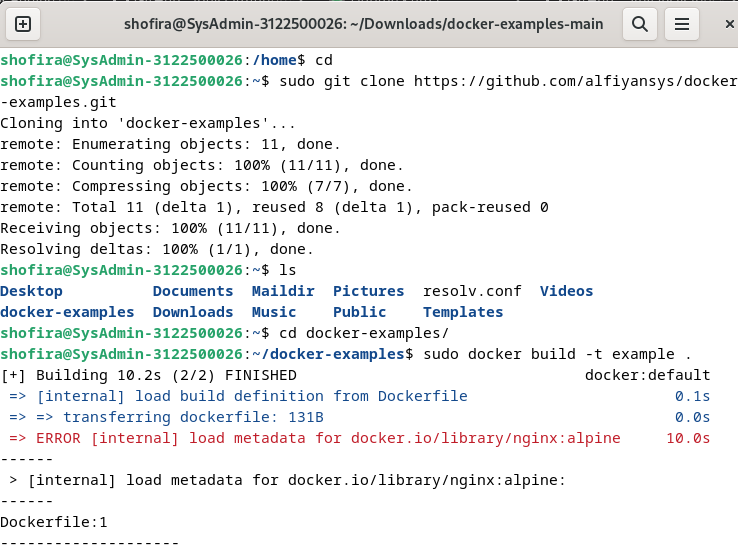 shofira@SysAdmin-3122500026: ~/Downloads/docker-examples-main
shofira@SysAdmin-3122500026:/home$ cd
shofira@SysAdmin-3122500026:~$ sudo git clone https://github.com/alfiyansys/docker
-examples.git
Cloning into 'docker-examples'...
remote: Enumerating objects: 11, done.
remote: Counting objects: 100% (11/11), done.
remote: Compressing objects: 100% (7/7), done.
remote: Total 11 (delta 1), reused 8 (delta 1), pack-reused 0
Receiving objects: 100% (11/11), done.
Resolving deltas: 100% (1/1), done.
shofira@SysAdmin-3122500026:~$ ls
Desktop          Documents  Maildir  Pictures  resolv.conf  Videos
docker-examples  Downloads  Music    Public    Templates
shofira@SysAdmin-3122500026:~$ cd docker-examples/
shofira@SysAdmin-3122500026:~/docker-examples$ sudo docker build -t example .
[+] Building 10.2s (2/2) FINISHED                                docker:default
 => [internal] load build definition from Dockerfile                       0.1s
 => => transferring dockerfile: 131B                                       0.0s
 => ERROR [internal] load metadata for docker.io/library/nginx:alpine     10.0s
------
 > [internal] load metadata for docker.io/library/nginx:alpine:
------
Dockerfile:1
--------------------